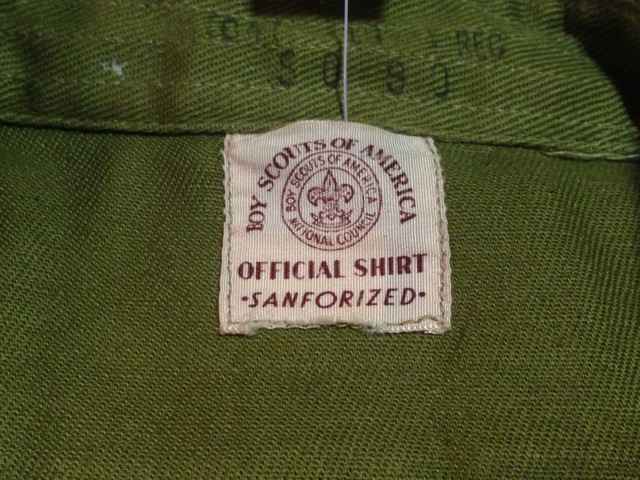 BOY SCOUTS OF AMERICA
BOY SCOUTS OF AMERICA
NATIONAL COUNCIL
OFFICIAL SHIRT
-SANFORIZED-